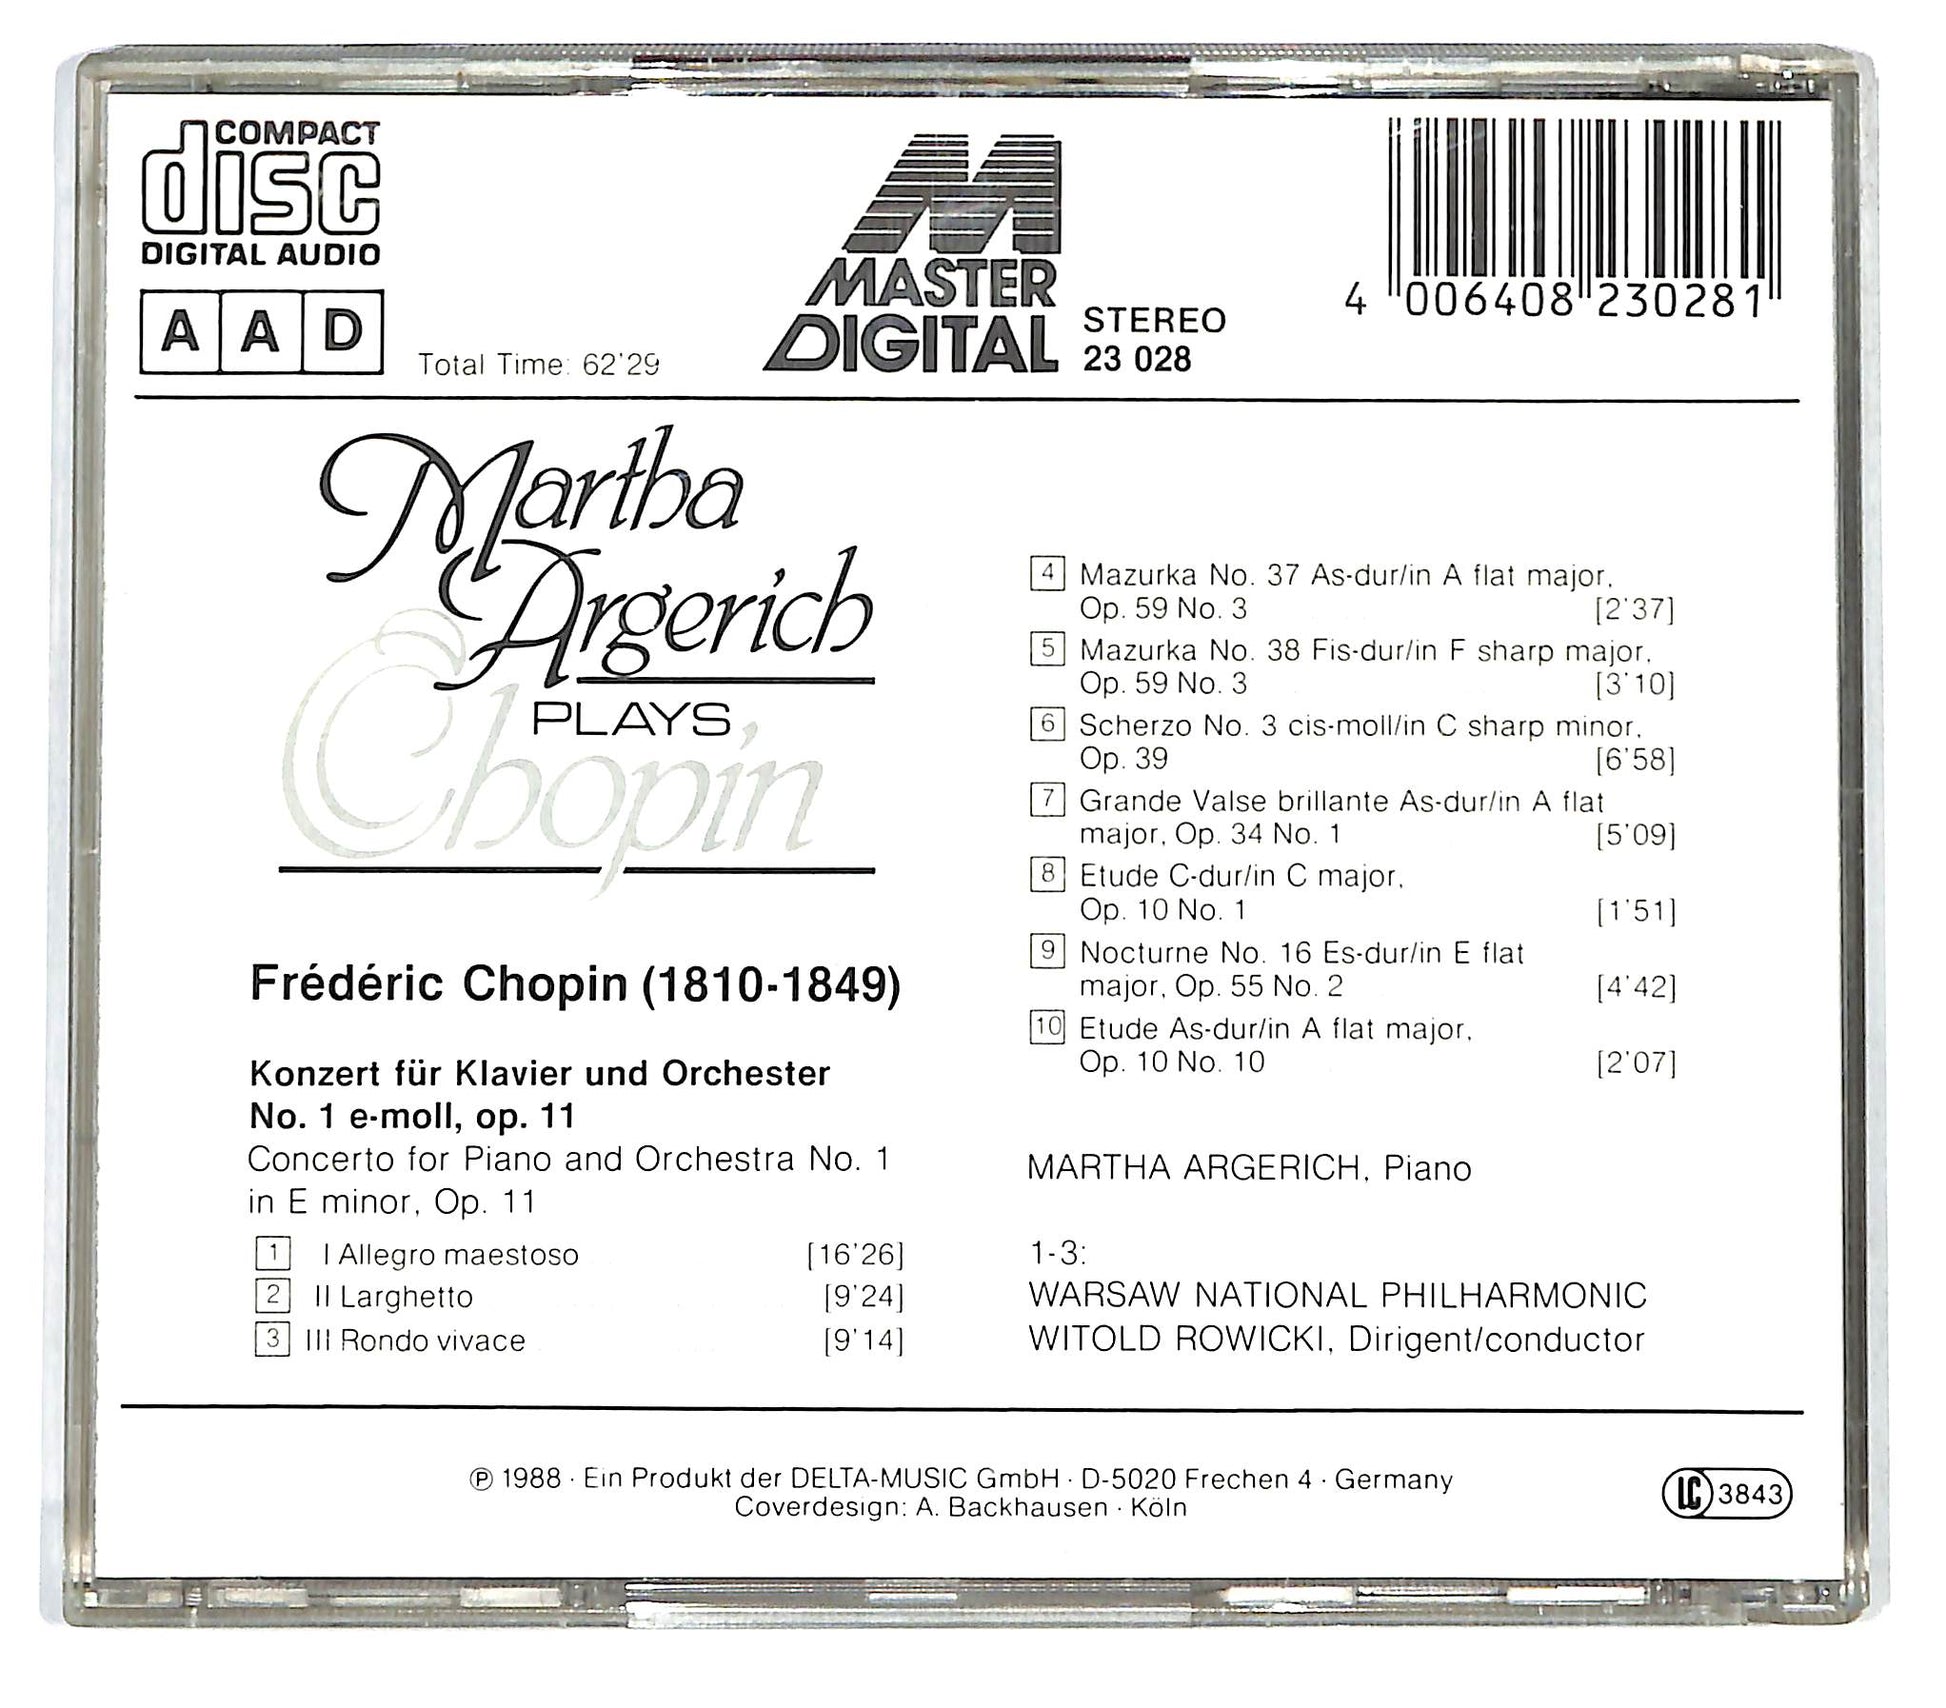 COMPACT
disc
DIGITAL AUDIO
A A D
Total Time: 62'29
MASTER
DIGITAL
STEREO
23 028
4 006408 230281
Martha
Argerich
PLAYS
Chopin
Frédéric Chopin (1810-1849)
Konzert für Klavier und Orchester
No. 1 e-moll, op. 11
Concerto for Piano and Orchestra No. 1
in E minor, Op. 11
1 I Allegro maestoso [16'26]
2 II Larghetto [9'24]
3 III Rondo vivace [9'14]
4 Mazurka No. 37 As-dur/in A flat major,
Op. 59 No. 3 [2'37]
5 Mazurka No. 38 Fis-dur/in F sharp major,
Op. 59 No. 3 [3'10]
6 Scherzo No. 3 cis-moll/in C sharp minor,
Op. 39 [6'58]
7 Grande Valse brillante As-dur/in A flat
major, Op. 34 No. 1 [5'09]
8 Etude C-dur/in C major,
Op. 10 No. 1 [1'51]
9 Nocturne No. 16 Es-dur/in E flat
major, Op. 55 No. 2 [4'42]
10 Etude As-dur/in A flat major,
Op. 10 No. 10 [2'07]
MARTHA ARGERICH, Piano
1-3:
WARSAW NATIONAL PHILHARMONIC
WITOLD ROWICKI, Dirigent/conductor
℗ 1988 · Ein Produkt der DELTA-MUSIC GmbH · D-5020 Frechen 4 · Germany
Coverdesign: A. Backhausen · Köln
LC 3843